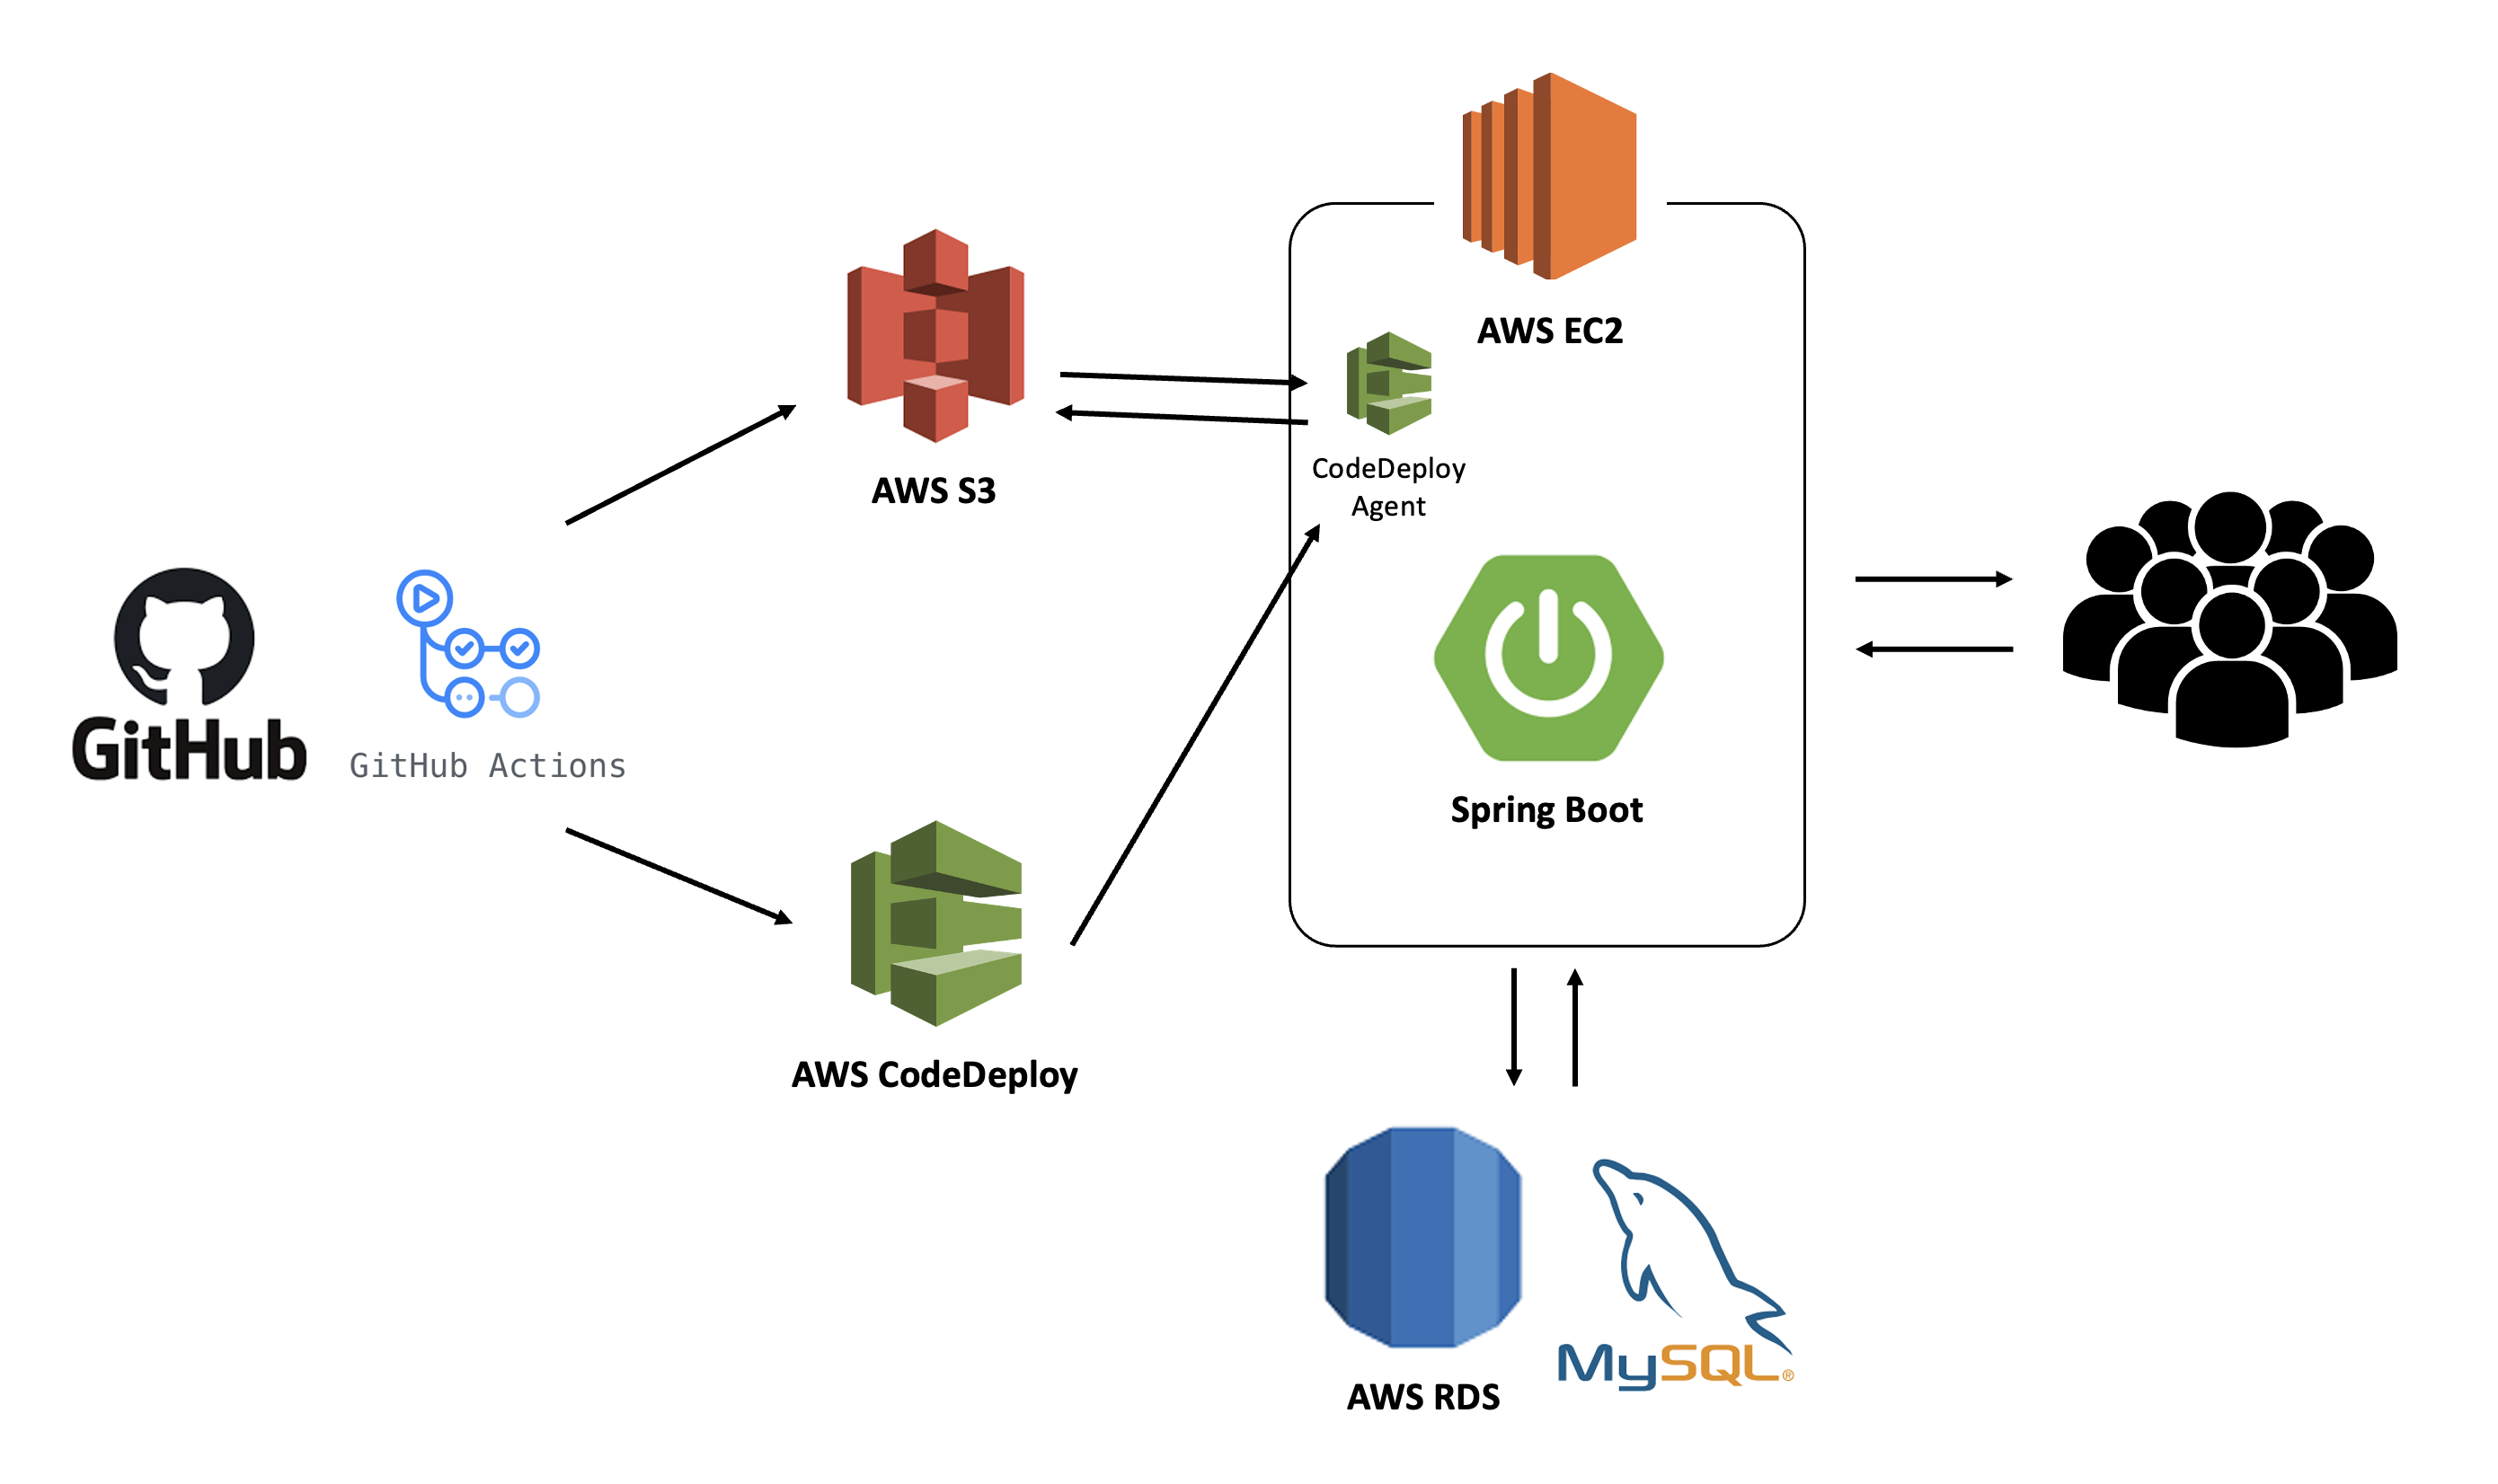 AWS EC2
AWS S3
CodeDeploy
Agent
GitHub
GitHub Actions
Spring Boot
AWS CodeDeploy
MySQL®
AWS RDS